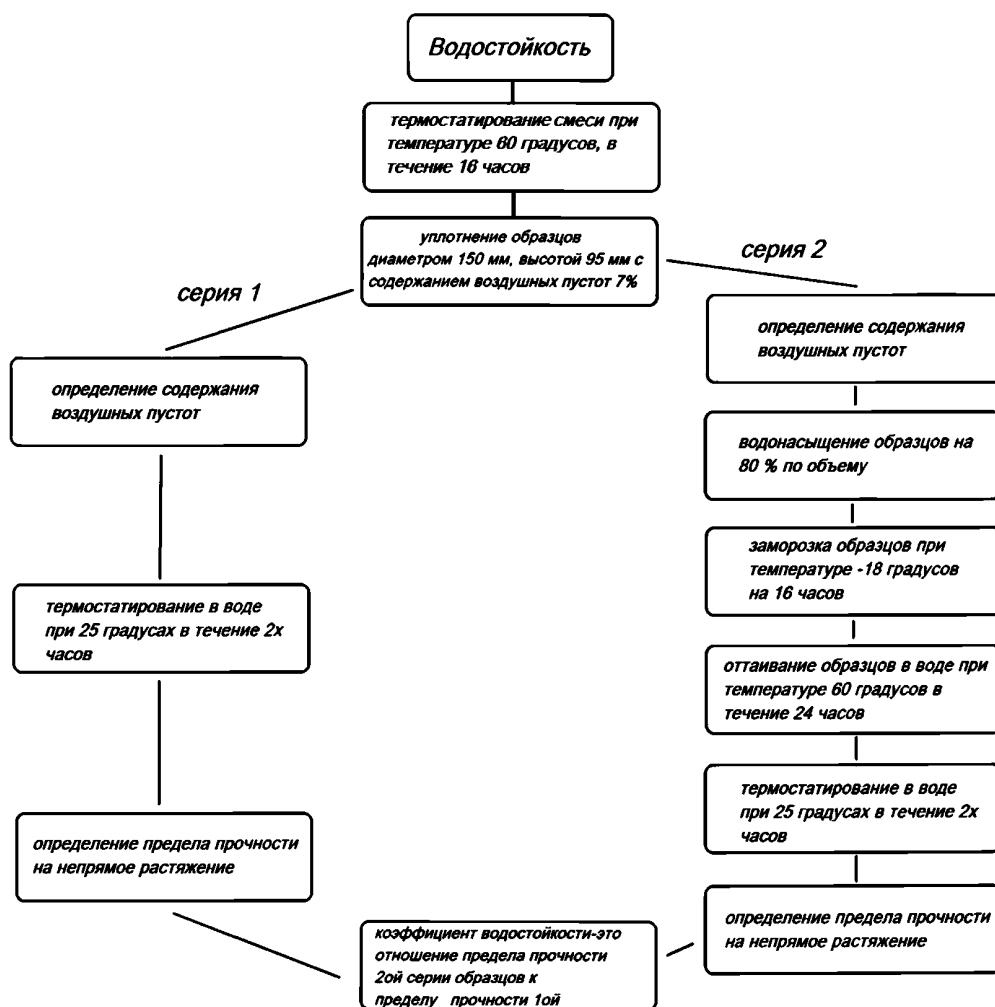 Водостойкость
термостатирование смеси при
температуре 60 градусов, в
течение 16 часов
уплотнение образцов
диаметром 150 мм, высотой 95 мм с
содержанием воздушных пустот 7%
серия 1
серия 2
определение содержания
воздушных пустот
термостатирование в воде
при 25 градусах в течение 2х
часов
определение предела прочности
на непрямое растяжение
определение содержания
воздушных пустот
водонасыщение образцов на
80 % по объему
заморозка образцов при
температуре -18 градусов
на 16 часов
оттаивание образцов в воде при
температуре 60 градусов в
течение 24 часов
термостатирование в воде
при 25 градусах в течение 2х
часов
определение предела прочности
на непрямое растяжение
коэффициент водостойкости-это
отношение предела прочности
2ой серии образцов к
пределу прочности 1ой